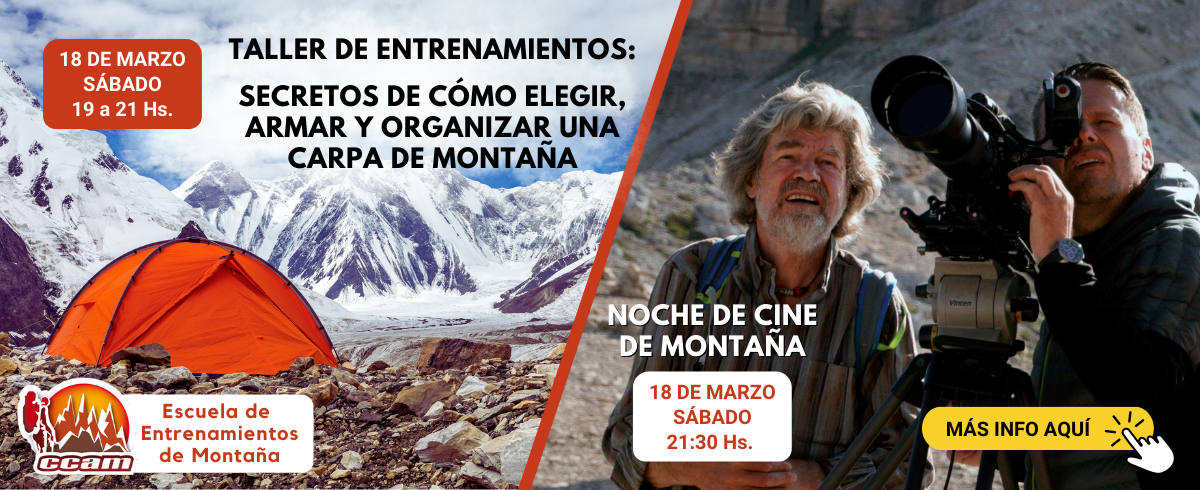 18 DE MARZO
SÁBADO
19 a 21 Hs.
TALLER DE ENTRENAMIENTOS:
SECRETOS DE CÓMO ELEGIR,
ARMAR Y ORGANIZAR UNA
CARPA DE MONTAÑA
ccam
Escuela de
Entrenamientos
de Montaña
NOCHE DE CINE
DE MONTAÑA
18 DE MARZO
SÁBADO
21:30 Hs.
Vinten
MÁS INFO AQUÍ